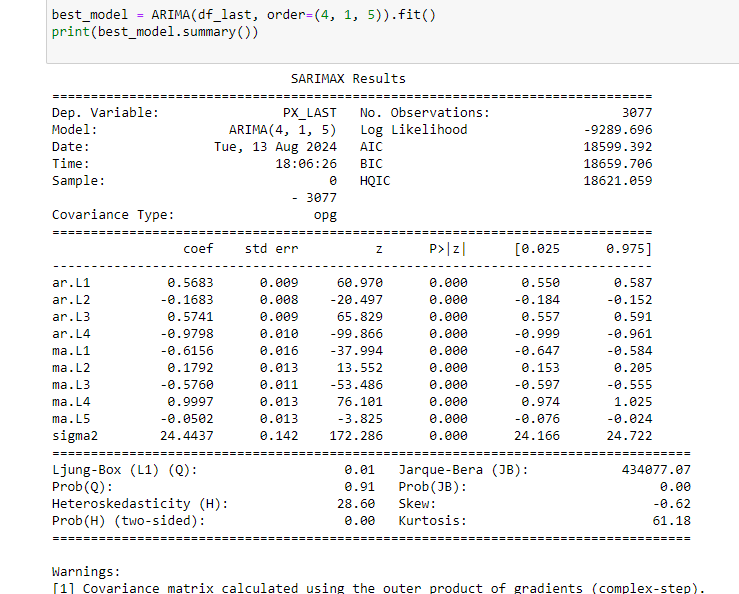 best_model = ARIMA(df_last, order=(4, 1, 5)).fit()
print(best_model.summary())
SARIMAX Results
==============================================================================
Dep. Variable: PX_LAST No. Observations: 3077
Model: ARIMA(4, 1, 5) Log Likelihood -9289.696
Date: Tue, 13 Aug 2024 AIC 18599.392
Time: 18:06:26 BIC 18659.706
Sample: 0 HQIC 18621.059
- 3077
Covariance Type: opg
==============================================================================
coef std err z P>|z| [0.025 0.975]
------------------------------------------------------------------------------
ar.L1 0.5683 0.009 60.970 0.000 0.550 0.587
ar.L2 -0.1683 0.008 -20.497 0.000 -0.184 -0.152
ar.L3 0.5741 0.009 65.829 0.000 0.557 0.591
ar.L4 -0.9798 0.010 -99.866 0.000 -0.999 -0.961
ma.L1 -0.6156 0.016 -37.994 0.000 -0.647 -0.584
ma.L2 0.1792 0.013 13.552 0.000 0.153 0.205
ma.L3 -0.5760 0.011 -53.486 0.000 -0.597 -0.555
ma.L4 0.9997 0.013 76.101 0.000 0.974 1.025
ma.L5 -0.0502 0.013 -3.825 0.000 -0.076 -0.024
sigma2 24.4437 0.142 172.286 0.000 24.166 24.722
===================================================================================
Ljung-Box (L1) (Q): 0.01 Jarque-Bera (JB): 434077.07
Prob(Q): 0.91 Prob(JB): 0.00
Heteroskedasticity (H): 28.60 Skew: -0.62
Prob(H) (two-sided): 0.00 Kurtosis: 61.18
===================================================================================
Warnings:
[1] Covariance matrix calculated using the outer product of gradients (complex-step).